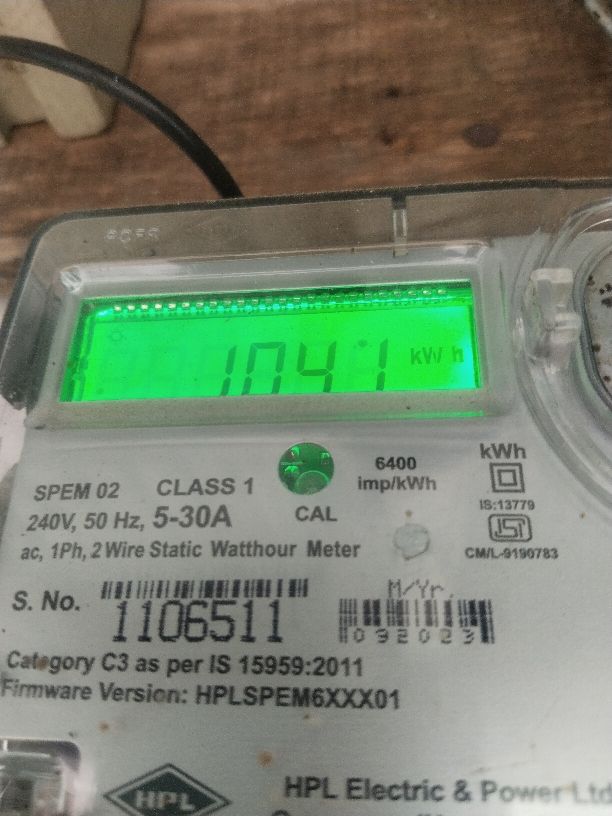 1041 kW h
6400
imp/kWh
kWh
SPEM 02 CLASS 1
IS:13779
240V, 50 Hz, 5-30A
CAL
ac, 1Ph, 2 Wire Static Watthour Meter
CM/L-9190783
M/Yr.
S. No.
1106511
092023
Category C3 as per IS 15959:2011
Firmware Version: HPLSPEM6XXX01
HPL
HPL Electric & Power Ltd